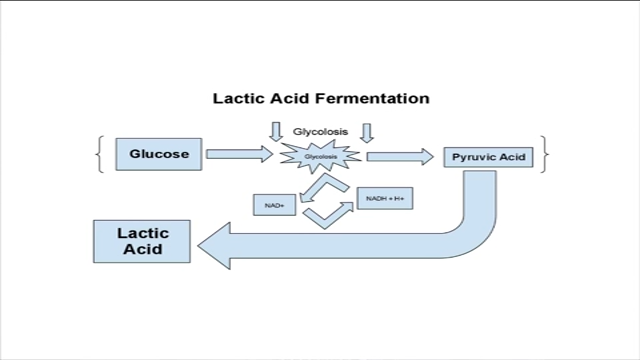 Lactic Acid Fermentation
Glycolosis
Glucose
Glycolosis
Pyruvic Acid
NAD+
NADH + H+
Lactic
Acid